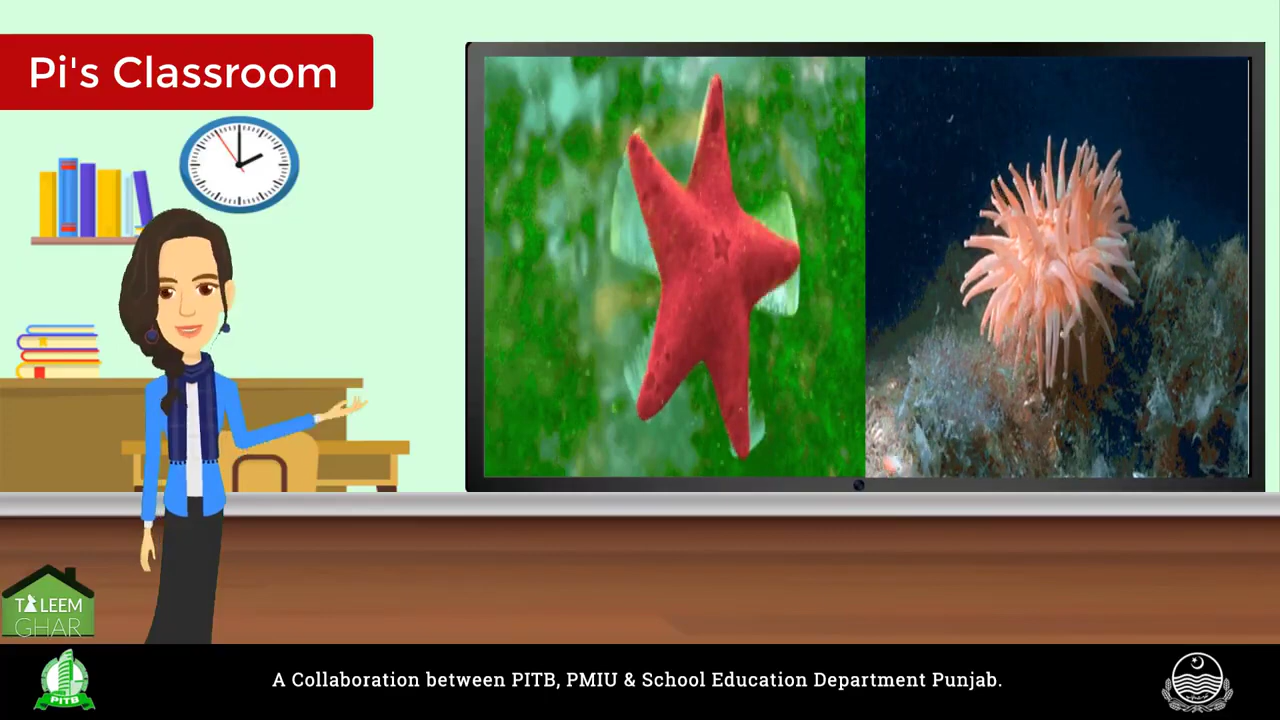 Pi's Classroom
TALEEM
GHAR
PITB
A Collaboration between PITB, PMIU & School Education Department Punjab.